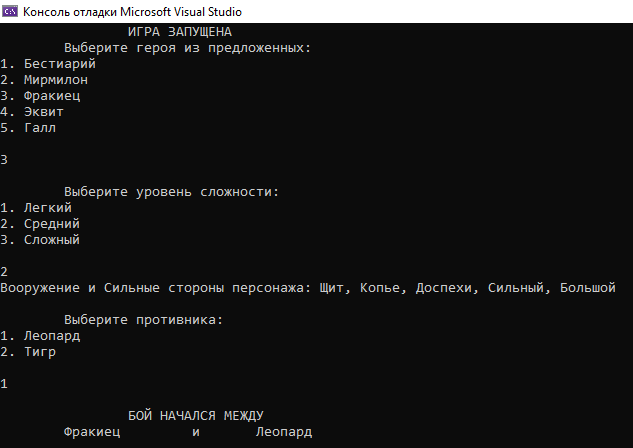 Консоль отладки Microsoft Visual Studio
ИГРА ЗАПУЩЕНА
Выберите героя из предложенных:
1. Бестиарий
2. Мирмилон
3. Фракиец
4. Эквит
5. Галл
3
Выберите уровень сложности:
1. Легкий
2. Средний
3. Сложный
2
Вооружение и Сильные стороны персонажа: Щит, Копье, Доспехи, Сильный, Большой
Выберите противника:
1. Леопард
2. Тигр
1
БОЙ НАЧАЛСЯ МЕЖДУ
Фракиец и Леопард